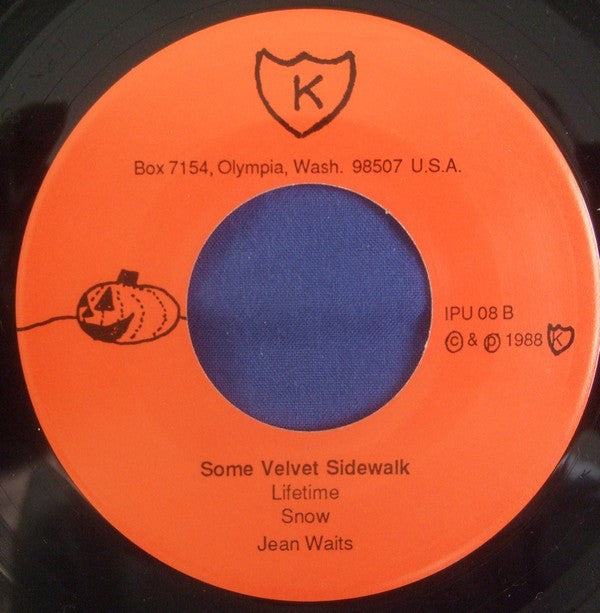 K
Box 7154, Olympia, Wash. 98507 U.S.A.
IPU 08 B
© & ℗ 1988 K
Some Velvet Sidewalk
Lifetime
Snow
Jean Waits